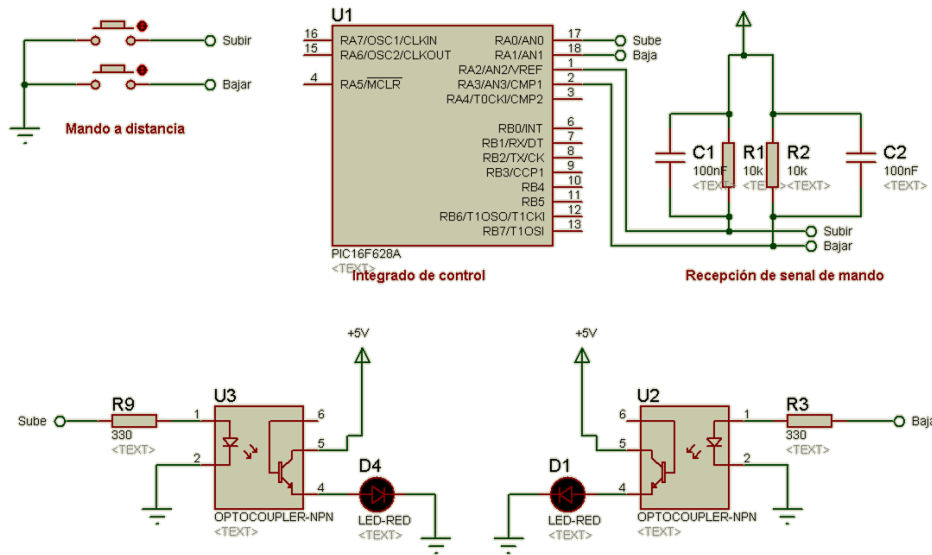 U1
16 RA7/OSC1/CLKIN RA0/AN0 17 Sube
15 RA6/OSC2/CLKOUT RA1/AN1 18 Baja
RA2/AN2/VREF 1
4 RA5/MCLR RA3/AN3/CMP1 2
RA4/T0CKI/CMP2 3
RB0/INT 6
RB1/RX/DT 7
RB2/TX/CK 8
RB3/CCP1 9
RB4 10
RB5 11
RB6/T1OSO/T1CKI 12
RB7/T1OSI 13
PIC16F628A
<TEXT>
Integrado de control
Subir
Bajar
Mando a distancia
C1
100nF
<TEXT>
R1
10k
<TEXT>
R2
10k
<TEXT>
C2
100nF
<TEXT>
Subir
Bajar
Recepción de senal de mando
+5V
U3
Sube
R9
330
<TEXT>
1
2
6
5
4
D4
LED-RED
<TEXT>
OPTOCOUPLER-NPN
<TEXT>
+5V
U2
6
5
4
1
2
R3
330
<TEXT>
Baja
D1
LED-RED
<TEXT>
OPTOCOUPLER-NPN
<TEXT>